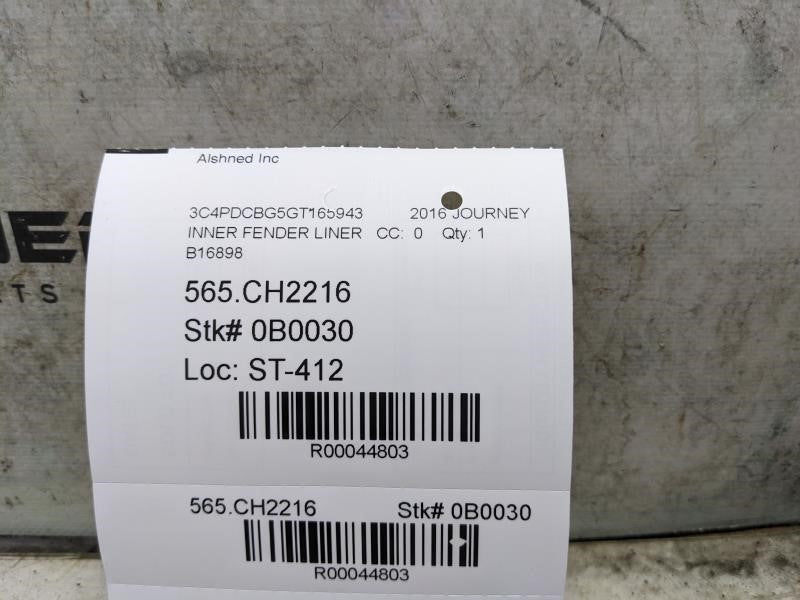 Alshned Inc
3C4PDCBG5GT165943 2016 JOURNEY
INNER FENDER LINER CC: 0 Qty: 1
B16898
565.CH2216
Stk# 0B0030
Loc: ST-412
R00044803
565.CH2216 Stk# 0B0030
R00044803